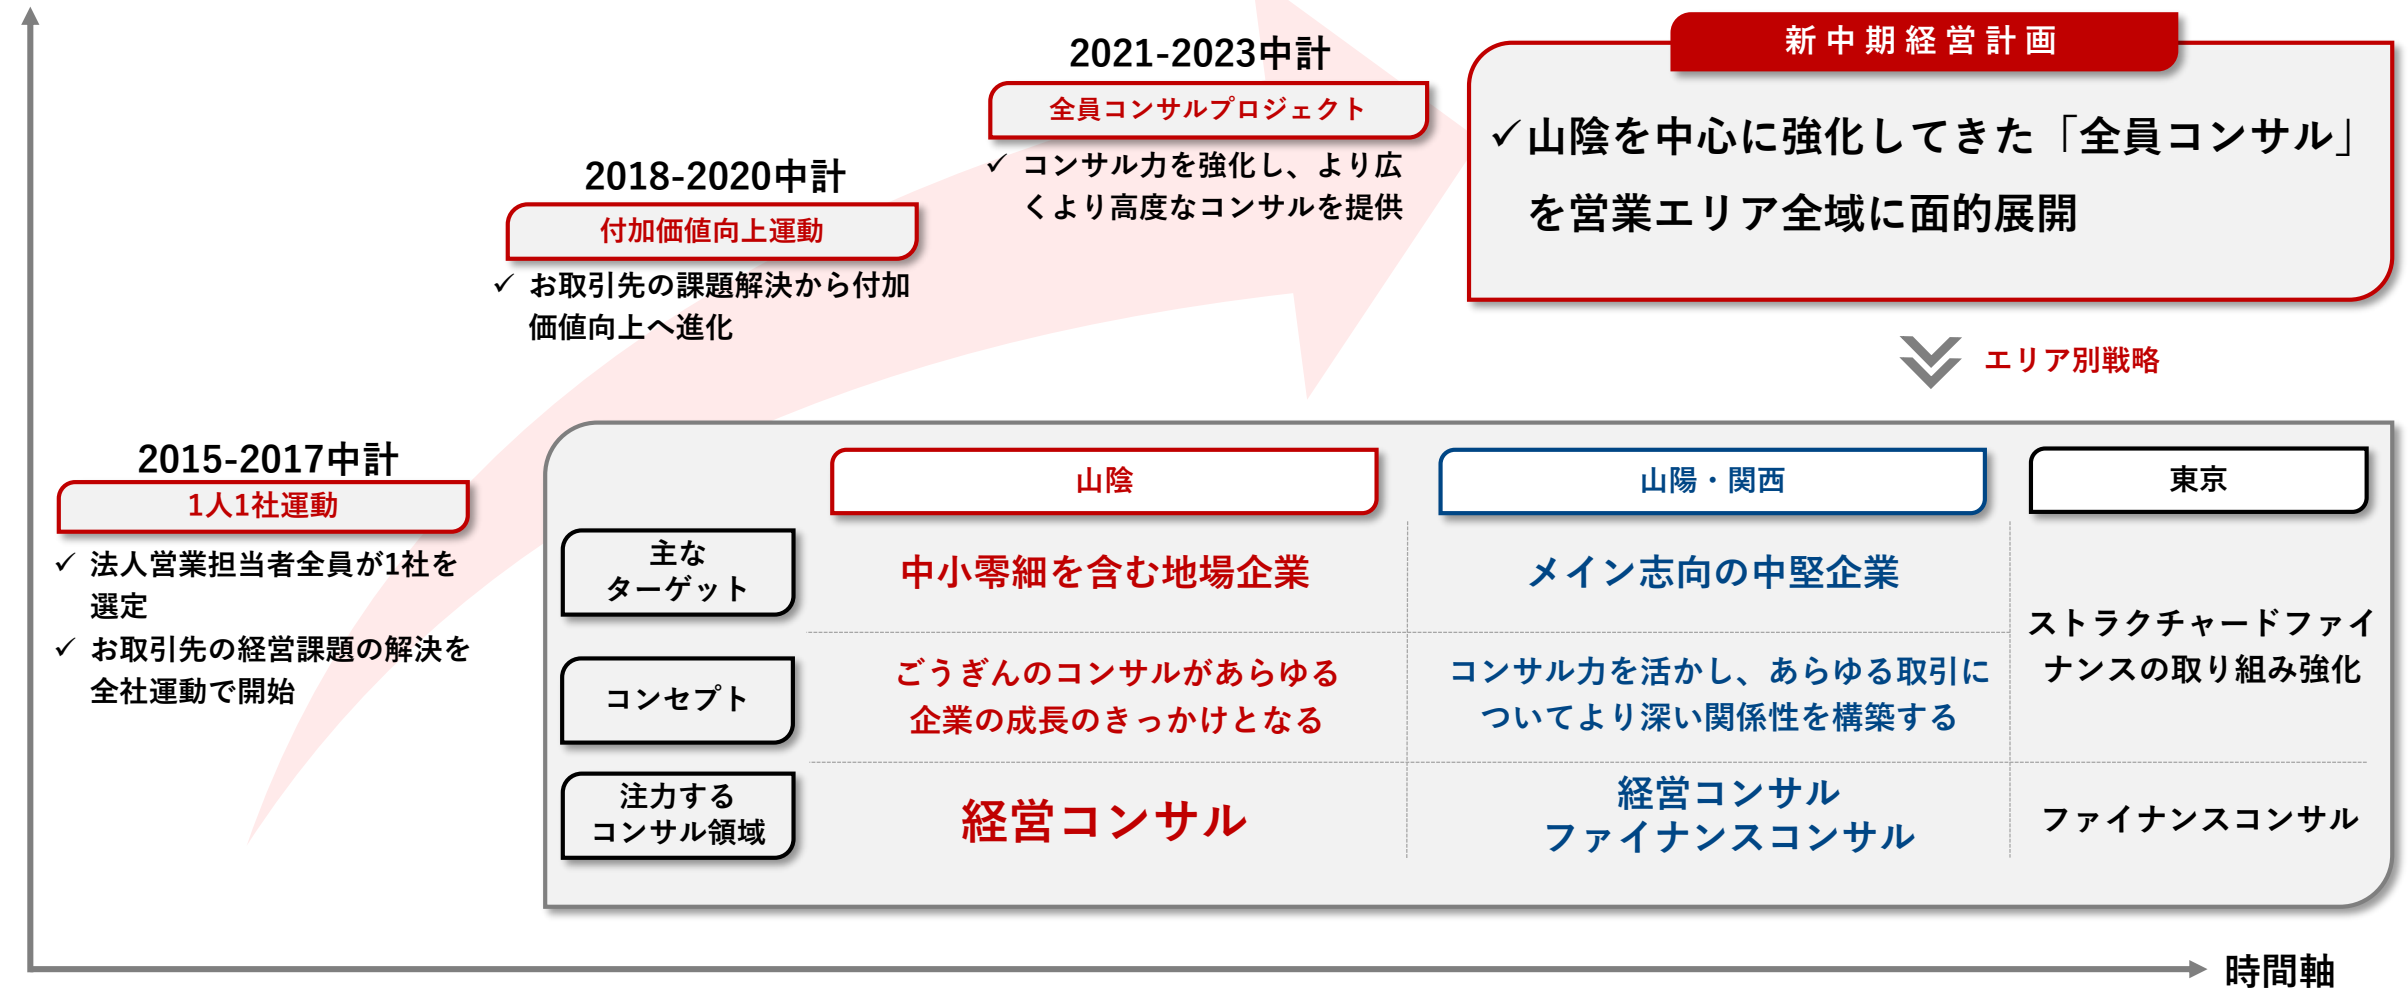 2015-2017中計
1人1社運動
✓ 法人営業担当者全員が1社を
選定
✓ お取引先の経営課題の解決を
全社運動で開始
2018-2020中計
付加価値向上運動
✓ お取引先の課題解決から付加
価値向上へ進化
2021-2023中計
全員コンサルプロジェクト
✓ コンサル力を強化し、より広
くより高度なコンサルを提供
新中期経営計画
✓山陰を中心に強化してきた「全員コンサル」
を営業エリア全域に面的展開
エリア別戦略
山陰
山陽・関西
東京
主な
ターゲット
中小零細を含む地場企業
メイン志向の中堅企業
ストラクチャードファイ
ナンスの取り組み強化
コンセプト
ごうぎんのコンサルがあらゆる
企業の成長のきっかけとなる
コンサル力を活かし、あらゆる取引に
ついてより深い関係性を構築する
注力する
コンサル領域
経営コンサル
経営コンサル
ファイナンスコンサル
ファイナンスコンサル
時間軸